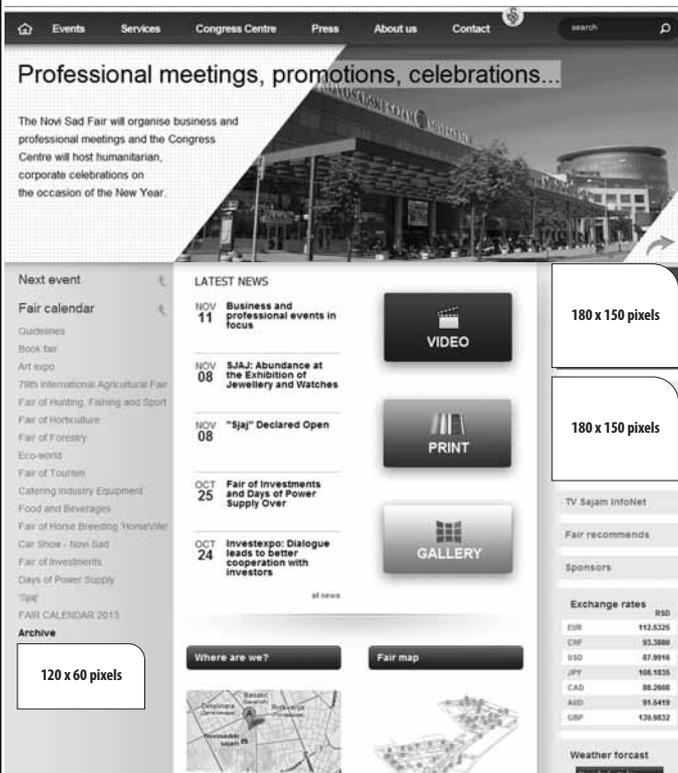 Events Services Congress Centre Press About us Contact search
Professional meetings, promotions, celebrations...
NOVOSADSKI SAJAM
The Novi Sad Fair will organise business and
professional meetings and the Congress
Centre will host humanitarian,
corporate celebrations on
the occasion of the New Year.
Next event
Fair calendar
Guidelines
Book fair
Art expo
79th International Agricultural Fair
Fair of Hunting, Fishing and Sport
Fair of Horticulture
Fair of Forestry
Eco-world
Fair of Tourism
Catering Industry Equipment
Food and Beverages
Fair of Horse Breeding 'HorseVille'
Car Show - Novi Sad
Fair of Investments
Days of Power Supply
'Sjaj'
FAIR CALENDAR 2013
Archive
120 x 60 pixels
LATEST NEWS
NOV 11
Business and
professional events in
focus
NOV 08
SJAJ: Abundance at
the Exhibition of
Jewellery and Watches
NOV 08
"Sjaj" Declared Open
OCT 25
Fair of Investments
and Days of Power
Supply Over
OCT 24
Investexpo: Dialogue
leads to better
cooperation with
investors
all news
VIDEO
PRINT
GALLERY
Where are we?
Detelinara
Rotkvarija
A
Novosadski
sajam
Fair map
180 x 150 pixels
180 x 150 pixels
TV Sajam InfoNet
Fair recommends
Sponsors
Exchange rates
RSD
EUR 112.6325
CHF 93.3880
USD 87.9916
JPY 108.1835
CAD 88.2608
AUD 91.5419
GBP 139.9832
Weather forcast